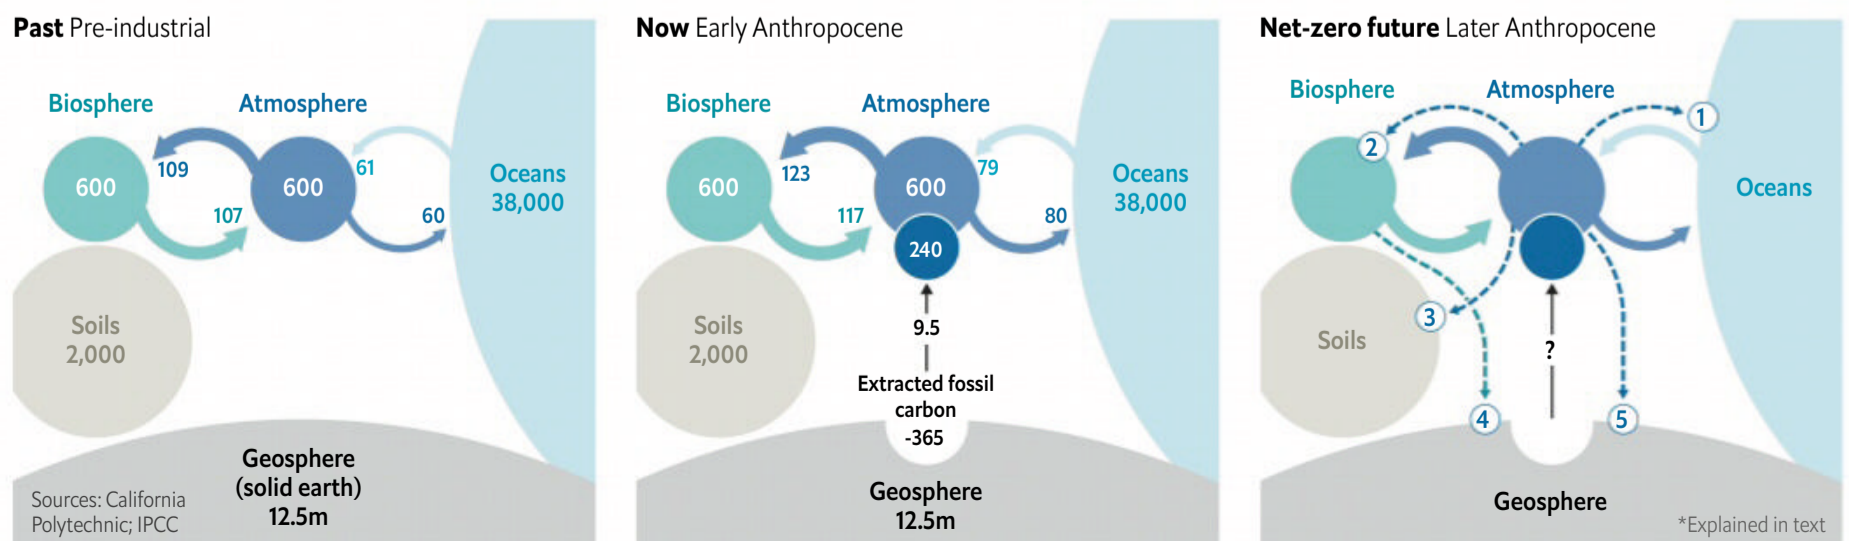 Past Pre-industrial
Biosphere
Atmosphere
600
109
107
600
61
60
Oceans
38,000
Soils
2,000
Geosphere
(solid earth)
12.5m
Sources: California
Polytechnic; IPCC
Now Early Anthropocene
Biosphere
Atmosphere
600
123
117
600
79
80
240
Oceans
38,000
Soils
2,000
9.5
Extracted fossil
carbon
-365
Geosphere
12.5m
Net-zero future Later Anthropocene
Biosphere
Atmosphere
1
2
Oceans
3
Soils
?
4
5
Geosphere
*Explained in text